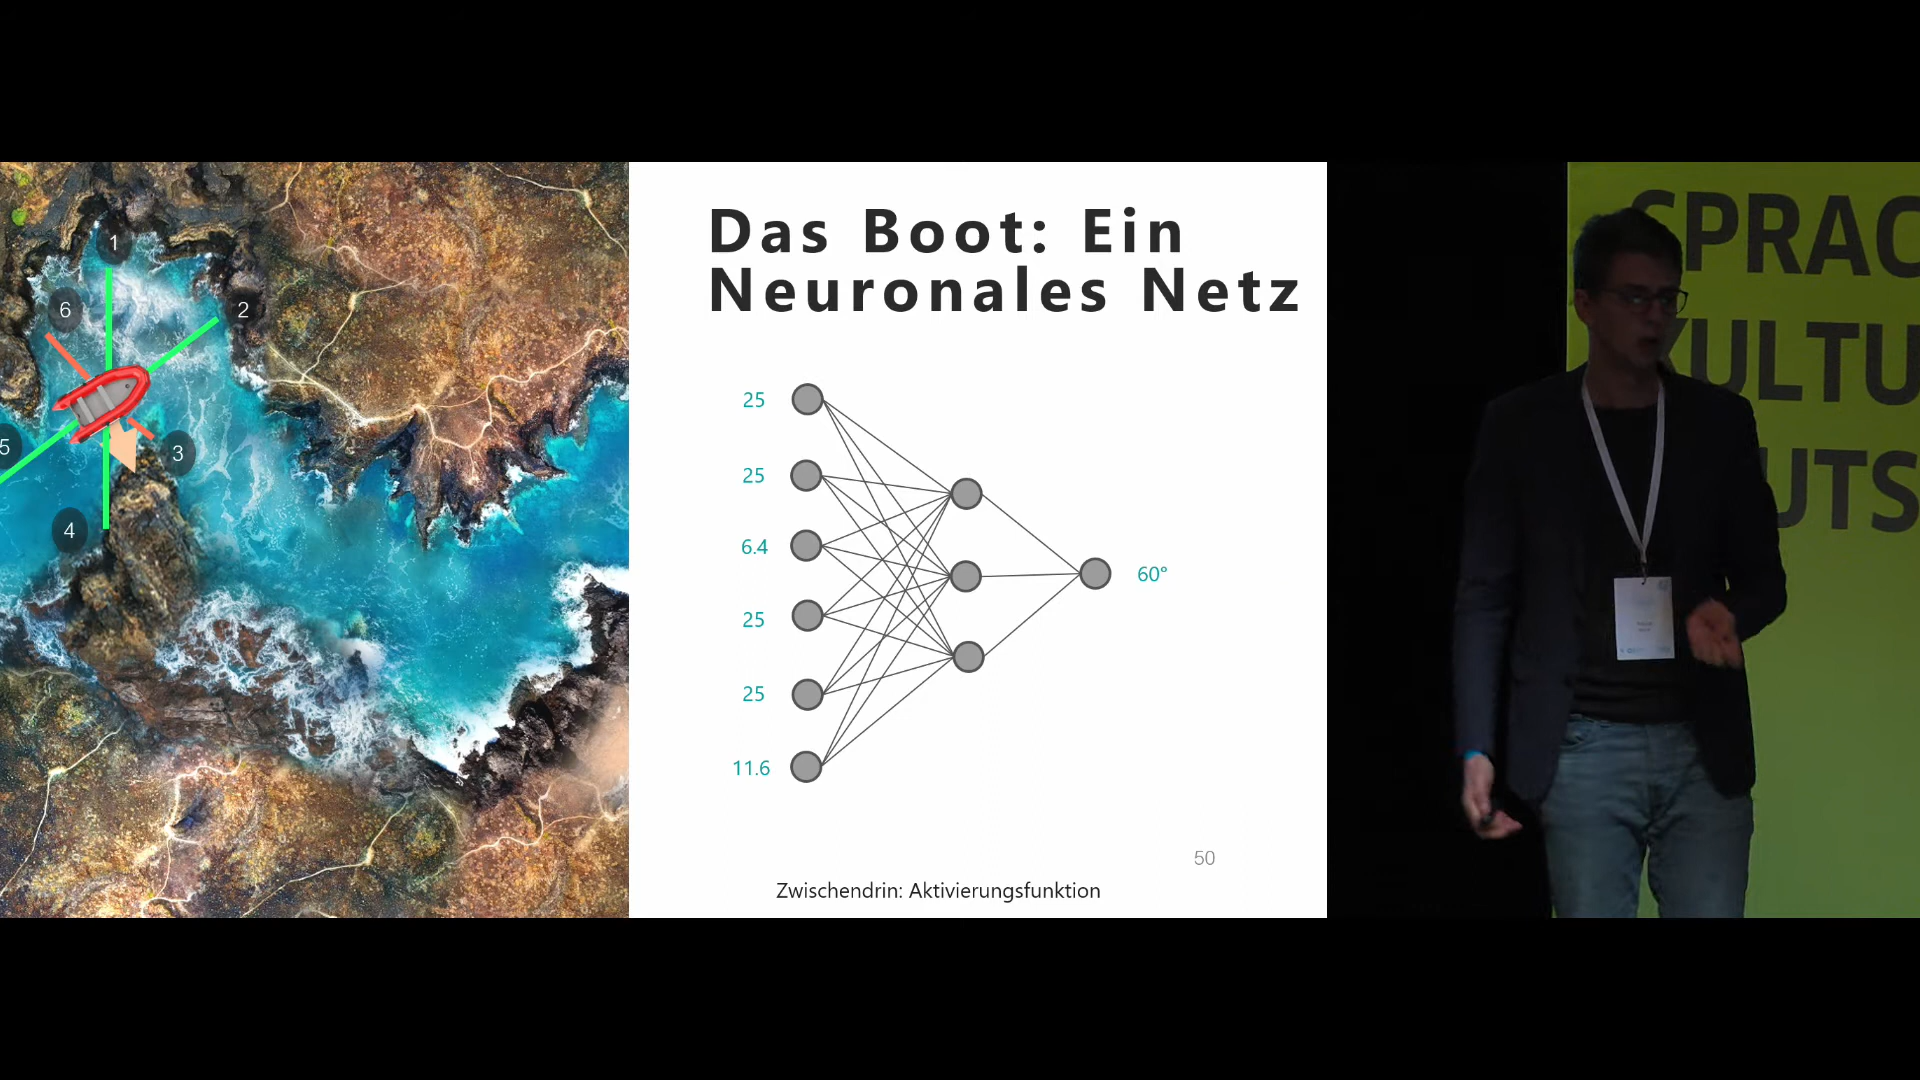 1
6
2
5
3
4
Das Boot: Ein
Neuronales Netz
25
25
6.4
25
25
11.6
60°
50
Zwischendrin: Aktivierungsfunktion
SPRAC
KULTU
UTS